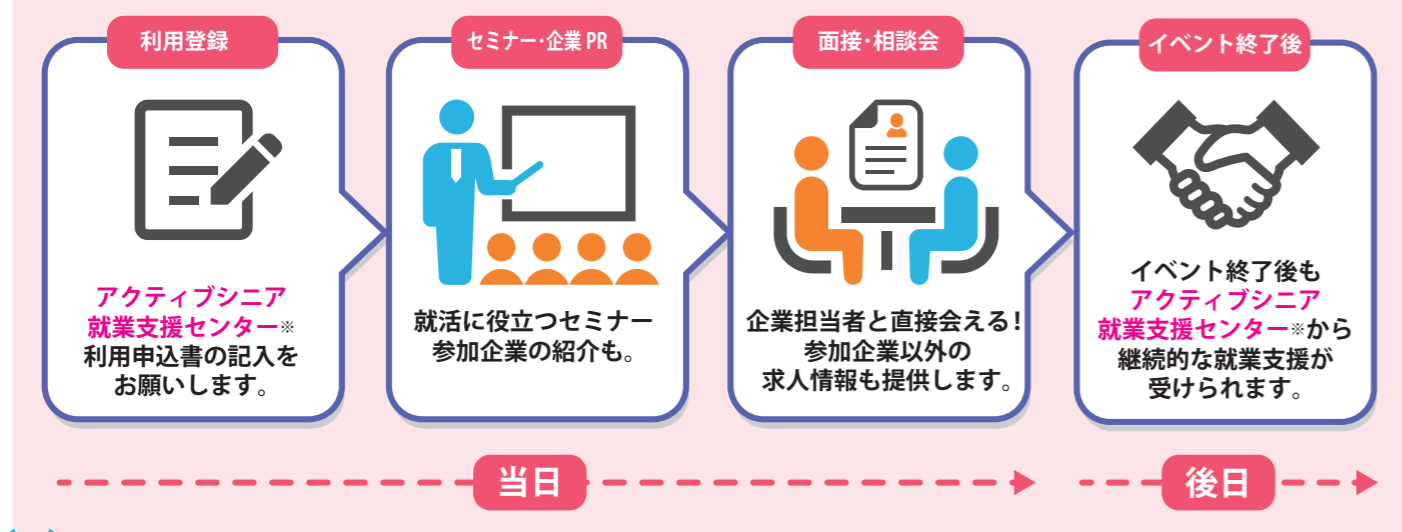 利用登録
アクティブシニア
就業支援センター※
利用申込書の記入を
お願いします。
セミナー・企業 PR
就活に役立つセミナー
参加企業の紹介も。
面接・相談会
企業担当者と直接会える！
参加企業以外の
求人情報も提供します。
イベント終了後
イベント終了後も
アクティブシニア
就業支援センター※から
継続的な就業支援が
受けられます。
当日
後日